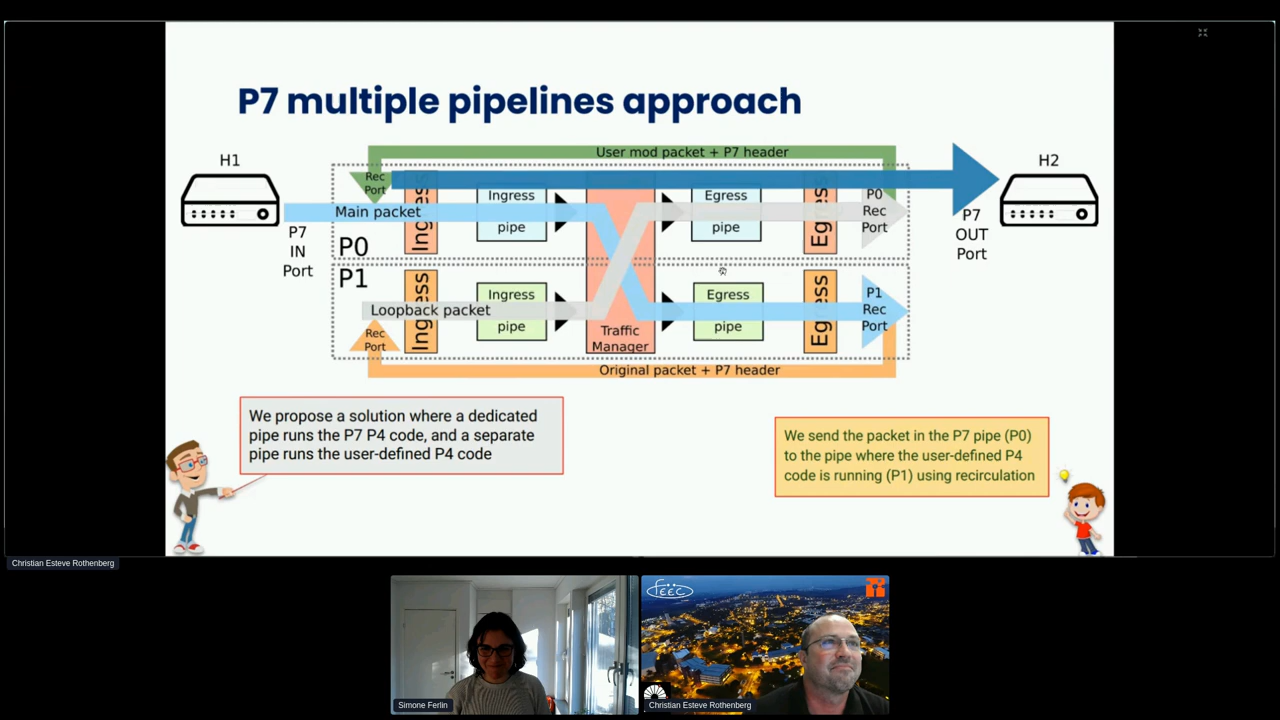 P7 multiple pipelines approach
User mod packet + P7 header
H1
H2
Rec
Port
Ingress
Ingress
pipe
Egress
pipe
Egress
P0
Rec
Port
Main packet
P7
IN
Port
P0
P7
OUT
Port
P1
Ingress
Ingress
pipe
Egress
pipe
Egress
P1
Rec
Port
Loopback packet
Rec
Port
Traffic
Manager
Original packet + P7 header
We propose a solution where a dedicated
pipe runs the P7 P4 code, and a separate
pipe runs the user-defined P4 code
We send the packet in the P7 pipe (P0)
to the pipe where the user-defined P4
code is running (P1) using recirculation
Christian Esteve Rothenberg
FEEC
Simone Ferlin
Christian Esteve Rothenberg